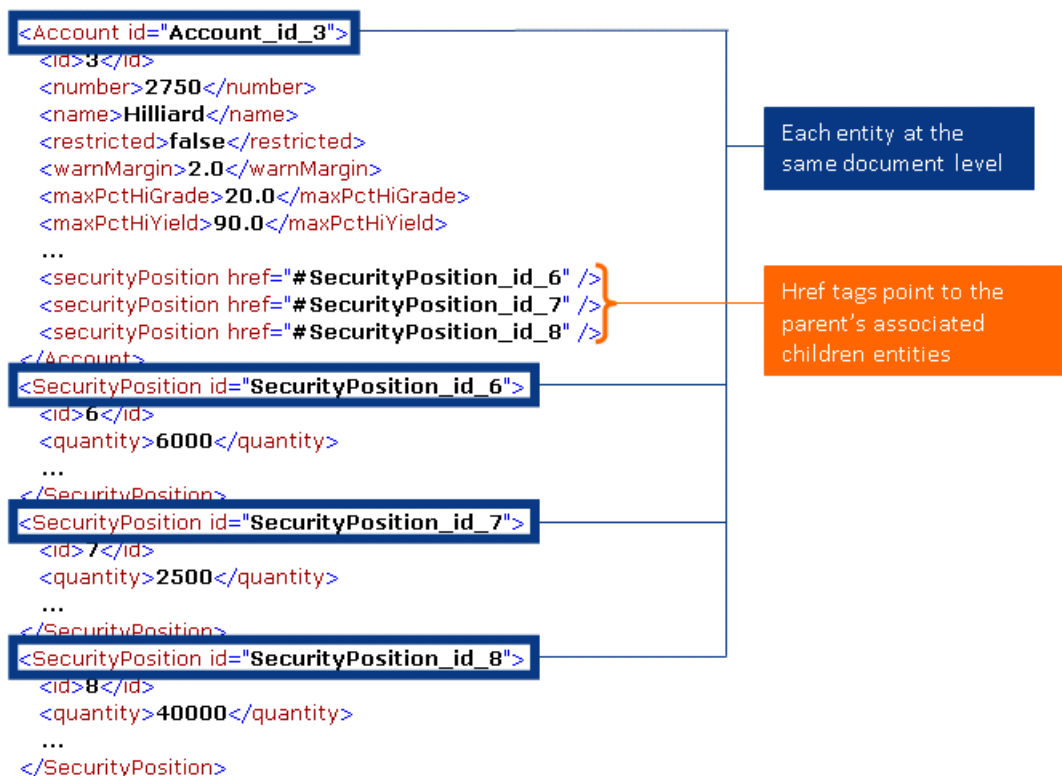 <Account id="Account_id_3">
<id>3</id>
<number>2750</number>
<name>Hilliard</name>
<restricted>false</restricted>
<warnMargin>2.0</warnMargin>
<maxPctHiGrade>20.0</maxPctHiGrade>
<maxPctHiYield>90.0</maxPctHiYield>
...
<securityPosition href="#SecurityPosition_id_6" />
<securityPosition href="#SecurityPosition_id_7" />
<securityPosition href="#SecurityPosition_id_8" />
</Account>
<SecurityPosition id="SecurityPosition_id_6">
<id>6</id>
<quantity>6000</quantity>
...
</SecurityPosition>
<SecurityPosition id="SecurityPosition_id_7">
<id>7</id>
<quantity>2500</quantity>
...
</SecurityPosition>
<SecurityPosition id="SecurityPosition_id_8">
<id>8</id>
<quantity>40000</quantity>
...
</SecurityPosition>
Each entity at the
same document level
Href tags point to the
parent's associated
children entities